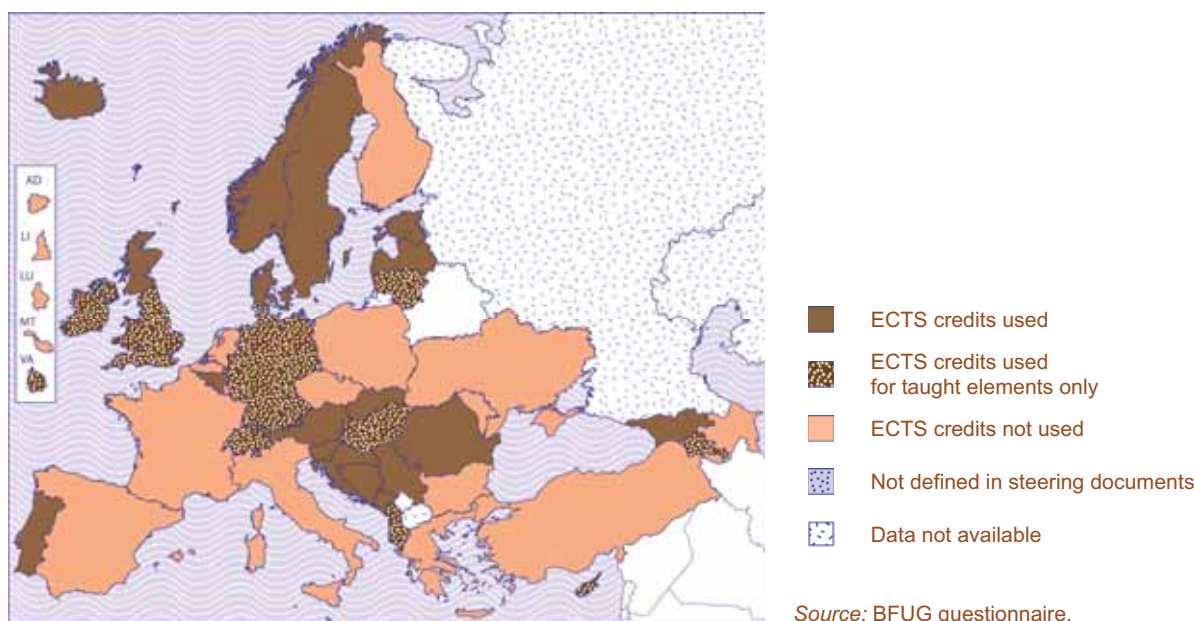 AD
LI
LU
MT
VA
ECTS credits used
ECTS credits used
for taught elements only
ECTS credits not used
Not defined in steering documents
Data not available
Source: BFUG questionnaire.